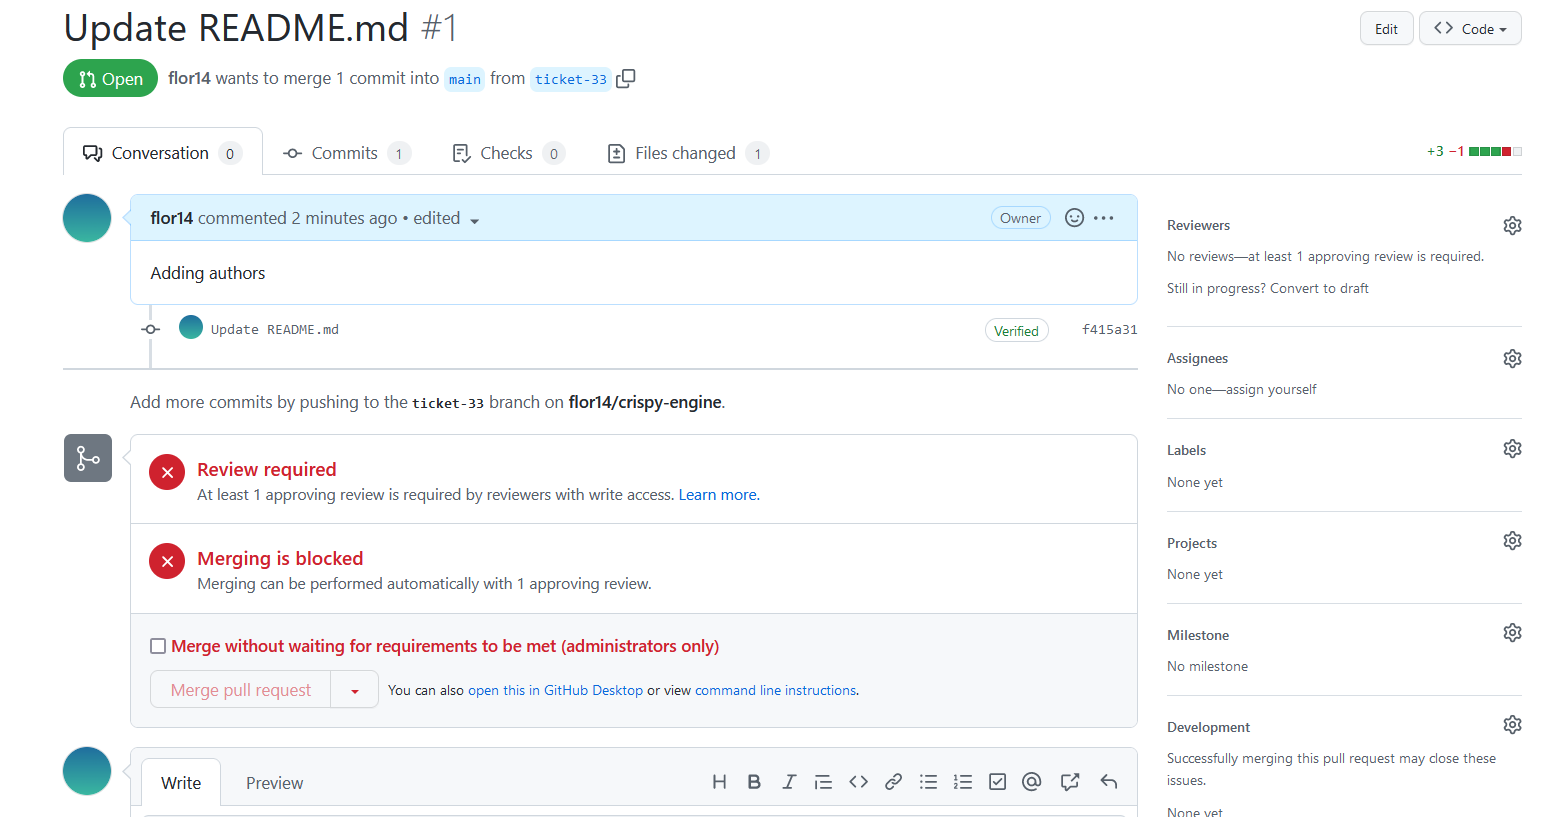 Update README.md #1
Edit
Code
Open
flor14 wants to merge 1 commit into main from ticket-33
Conversation 0
Commits 1
Checks 0
Files changed 1
+3 −1
flor14 commented 2 minutes ago • edited
Owner
Adding authors
Update README.md
Verified
f415a31
Add more commits by pushing to the ticket-33 branch on flor14/crispy-engine.
Review required
At least 1 approving review is required by reviewers with write access. Learn more.
Merging is blocked
Merging can be performed automatically with 1 approving review.
Merge without waiting for requirements to be met (administrators only)
Merge pull request
You can also open this in GitHub Desktop or view command line instructions.
Write
Preview
Reviewers
No reviews—at least 1 approving review is required.
Still in progress? Convert to draft
Assignees
No one—assign yourself
Labels
None yet
Projects
None yet
Milestone
No milestone
Development
Successfully merging this pull request may close these
issues.
None yet